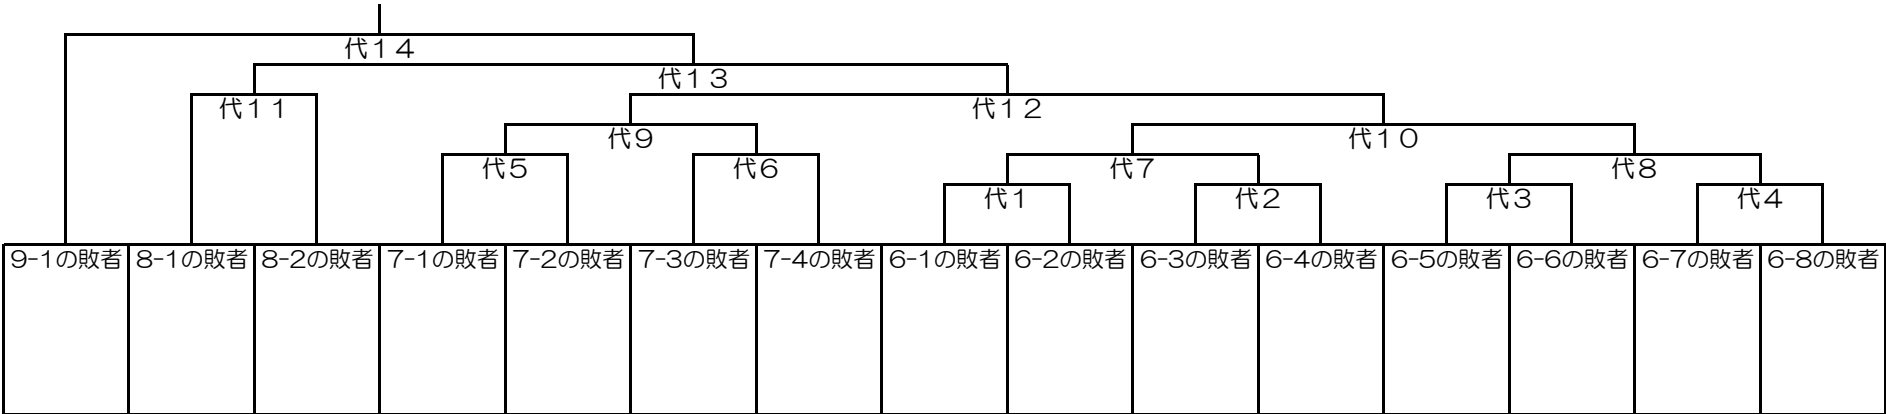 代１４
代１３
代１１
代１２
代９
代１０
代５
代６
代７
代８
代１
代２
代３
代４
9-1の敗者
8-1の敗者
8-2の敗者
7-1の敗者
7-2の敗者
7-3の敗者
7-4の敗者
6-1の敗者
6-2の敗者
6-3の敗者
6-4の敗者
6-5の敗者
6-6の敗者
6-7の敗者
6-8の敗者